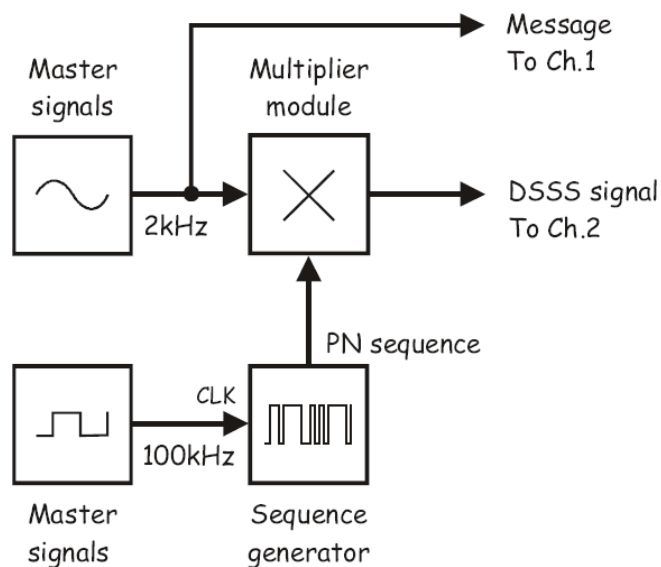 Message
To Ch.1
Master
signals
Multiplier
module
2kHz
DSSS signal
To Ch.2
PN sequence
CLK
100kHz
Master
signals
Sequence
generator